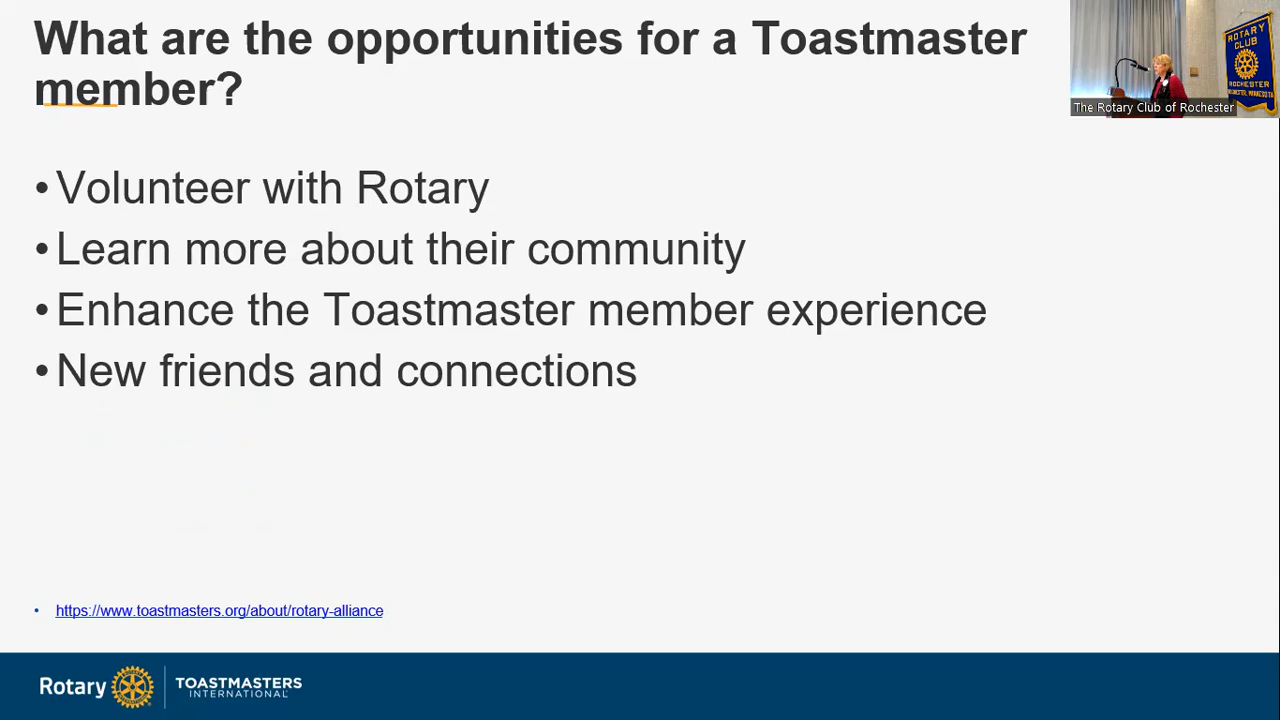 What are the opportunities for a Toastmaster
member?
The Rotary Club of Rochester
ROTARY
CLUB
ROCHESTER
ROCHESTER, MINNESOTA
• Volunteer with Rotary
• Learn more about their community
• Enhance the Toastmaster member experience
• New friends and connections
• https://www.toastmasters.org/about/rotary-alliance
Rotary
TOASTMASTERS
INTERNATIONAL